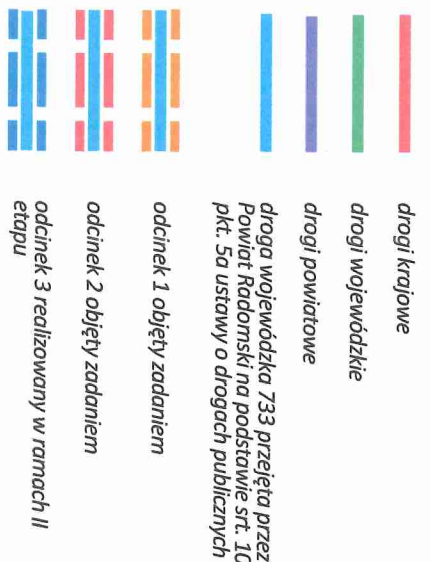 drogi krajowe
drogi wojewódzkie
drogi powiatowe
droga wojewódzka 733 przejęta przez
Powiat Radomski na podstawie srt. 10
pkt. 5a ustawy o drogach publicznych
odcinek 1 objęty zadaniem
odcinek 2 objęty zadaniem
odcinek 3 realizowany w ramach II
etapu